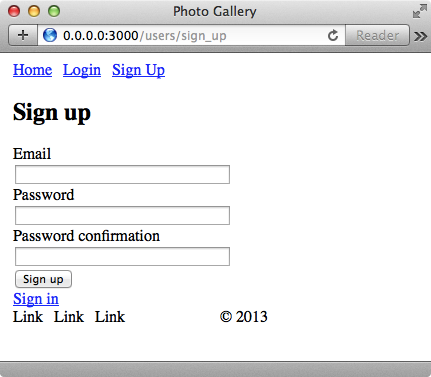 Photo Gallery
0.0.0.0:3000/users/sign_up Reader
Home Login Sign Up
Sign up
Email
Password
Password confirmation
Sign up
Sign in
Link Link Link © 2013